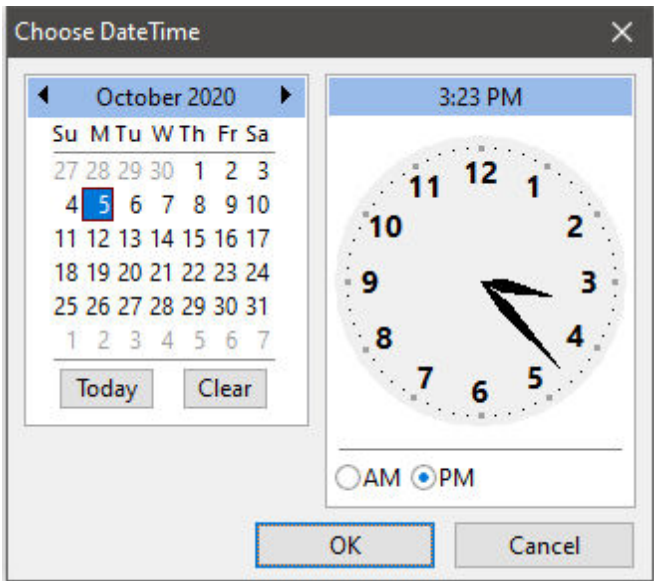 Choose DateTime
October 2020
Su M Tu W Th Fr Sa
27 28 29 30 1 2 3
4 5 6 7 8 9 10
11 12 13 14 15 16 17
18 19 20 21 22 23 24
25 26 27 28 29 30 31
1 2 3 4 5 6 7
Today Clear
3:23 PM
12
11 1
10 2
9 3
8 4
7 5
6
AM PM
OK Cancel